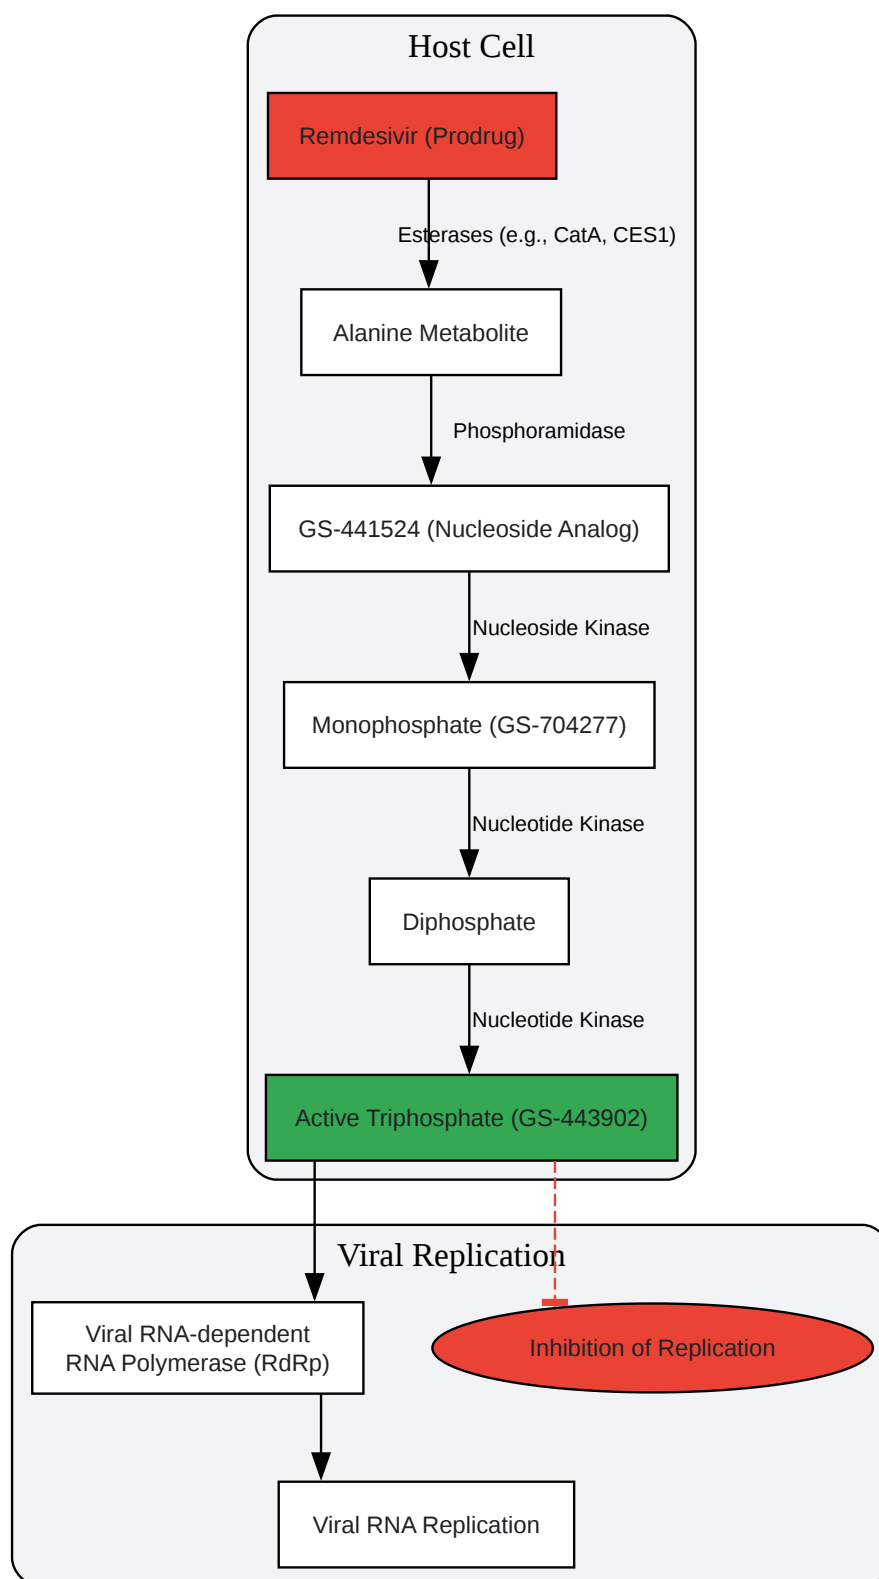 Host Cell
Remdesivir (Prodrug)
Esterases (e.g., CatA, CES1)
Alanine Metabolite
Phosphoramidase
GS-441524 (Nucleoside Analog)
Nucleoside Kinase
Monophosphate (GS-704277)
Nucleotide Kinase
Diphosphate
Nucleotide Kinase
Active Triphosphate (GS-443902)
Viral Replication
Viral RNA-dependent
RNA Polymerase (RdRp)
Inhibition of Replication
Viral RNA Replication